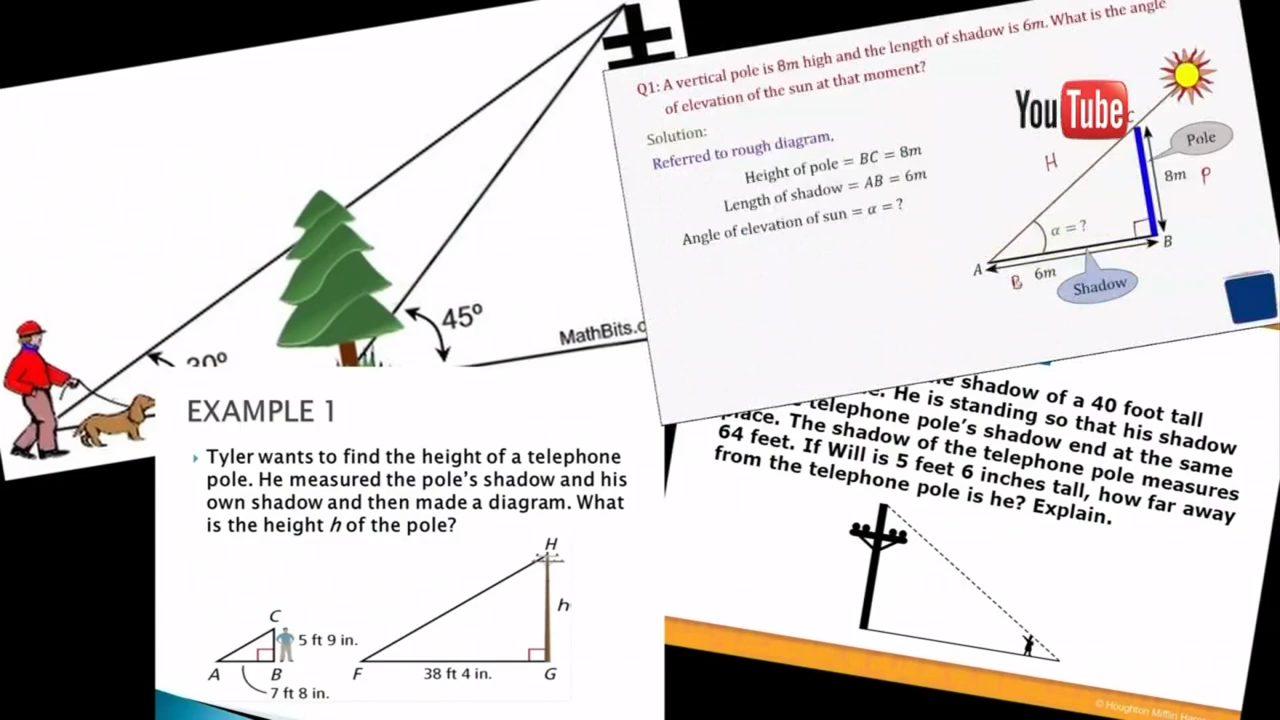 45º
30º
MathBits.c
Q1: A vertical pole is 8m high and the length of shadow is 6m. What is the angle
of elevation of the sun at that moment?
Solution:
Referred to rough diagram,
Height of pole = BC = 8m
Length of shadow = AB = 6m
Angle of elevation of sun = α = ?
YouTube
C
H
Pole
8m P
α = ?
A
B
B 6m
Shadow
EXAMPLE 1
Tyler wants to find the height of a telephone
pole. He measured the pole’s shadow and his
own shadow and then made a diagram. What
is the height h of the pole?
H
h
C
5 ft 9 in.
A B F 38 ft 4 in. G
7 ft 8 in.
shadow of a 40 foot tall
He is standing so that his shadow
telephone pole’s shadow end at the same
place. The shadow of the telephone pole measures
64 feet. If Will is 5 feet 6 inches tall, how far away
from the telephone pole is he? Explain.
© Houghton Mifflin